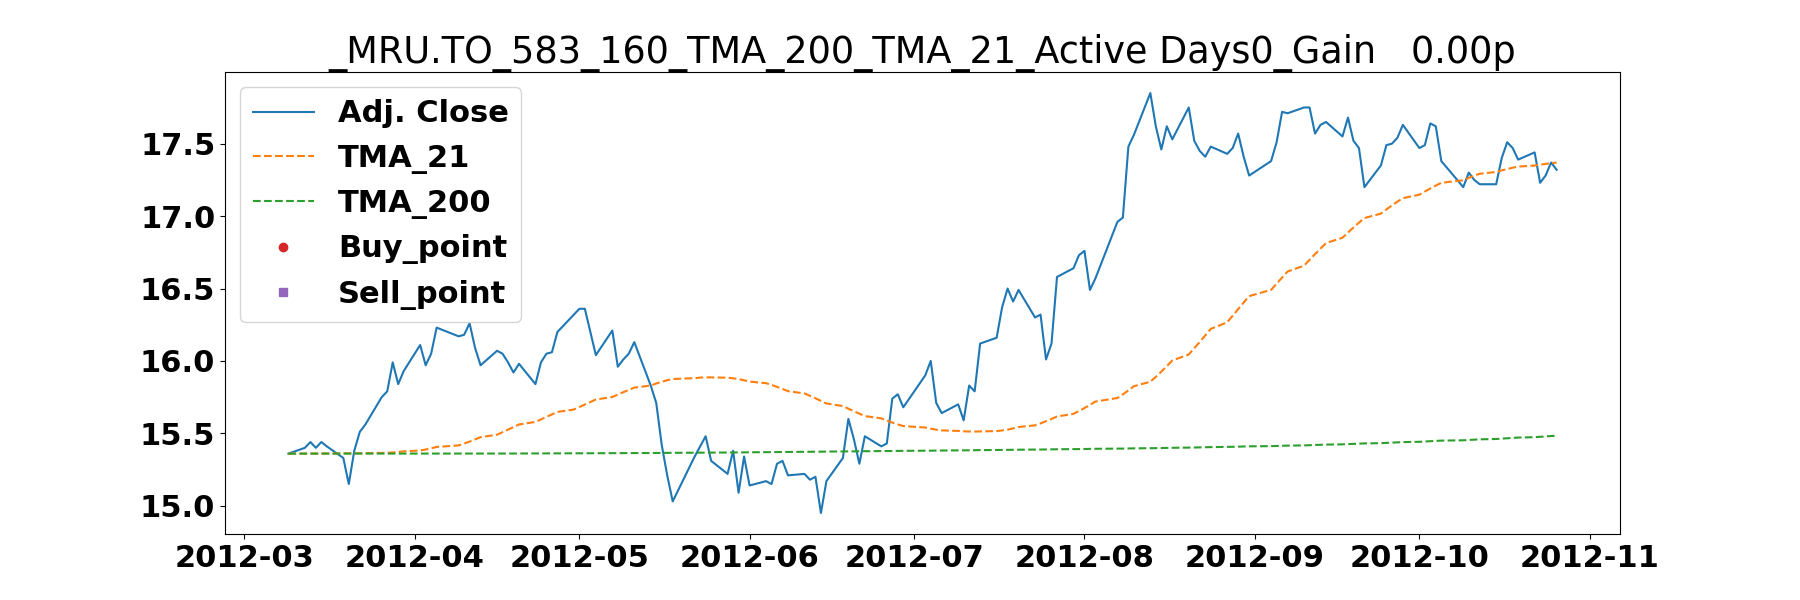 _MRU.TO_583_160_TMA_200_TMA_21_Active Days0_Gain   0.00p
Adj. Close
TMA_21
TMA_200
Buy_point
Sell_point
17.5
17.0
16.5
16.0
15.5
15.0
2012-03 2012-04 2012-05 2012-06 2012-07 2012-08 2012-09 2012-10 2012-11